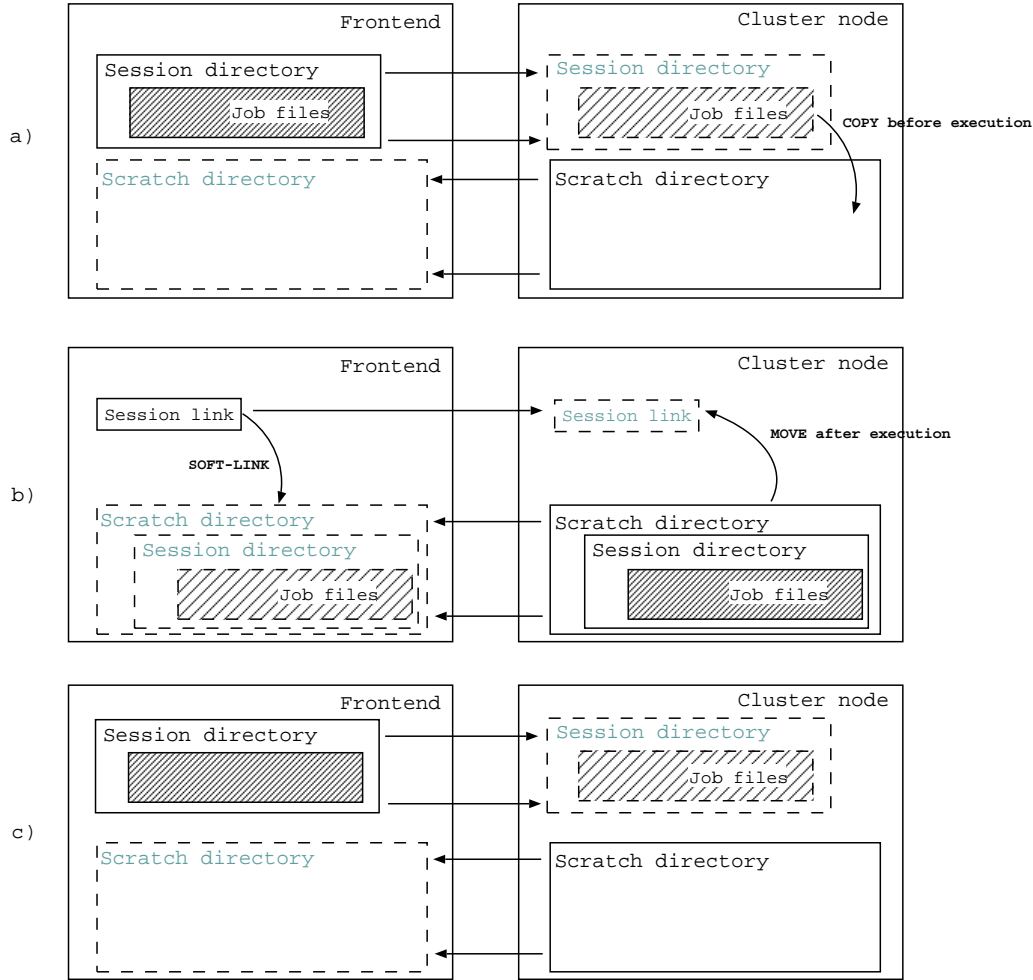 a)
Frontend
Session directory
Job files
Scratch directory
Cluster node
Session directory
Job files
COPY before execution
Scratch directory
b)
Frontend
Session link
SOFT-LINK
Scratch directory
Session directory
Job files
Cluster node
Session link
MOVE after execution
Scratch directory
Session directory
Job files
c)
Frontend
Session directory
Scratch directory
Cluster node
Session directory
Job files
Scratch directory